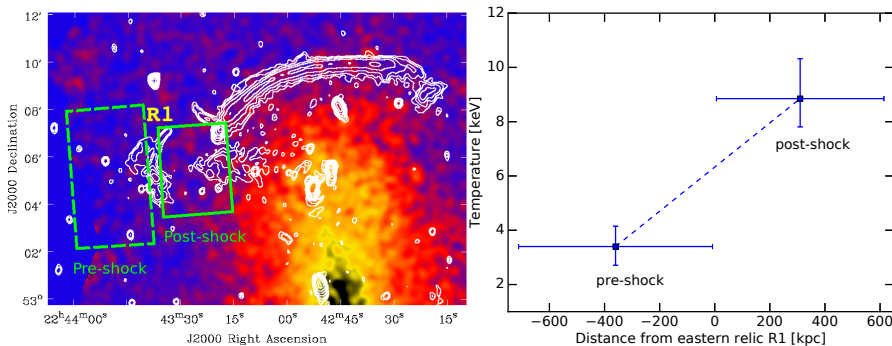 12′
10′
08′
06′
04′
02′
53°
J2000 Declination
R1
Post-shock
Pre-shock
22ʰ44ᵐ00ˢ
43ᵐ30ˢ
15ˢ
00ˢ
42ᵐ45ˢ
30ˢ
15ˢ
J2000 Right Ascension
12
10
8
6
4
2
Temperature [keV]
post-shock
pre-shock
−600
−400
−200
0
200
400
600
Distance from eastern relic R1 [kpc]